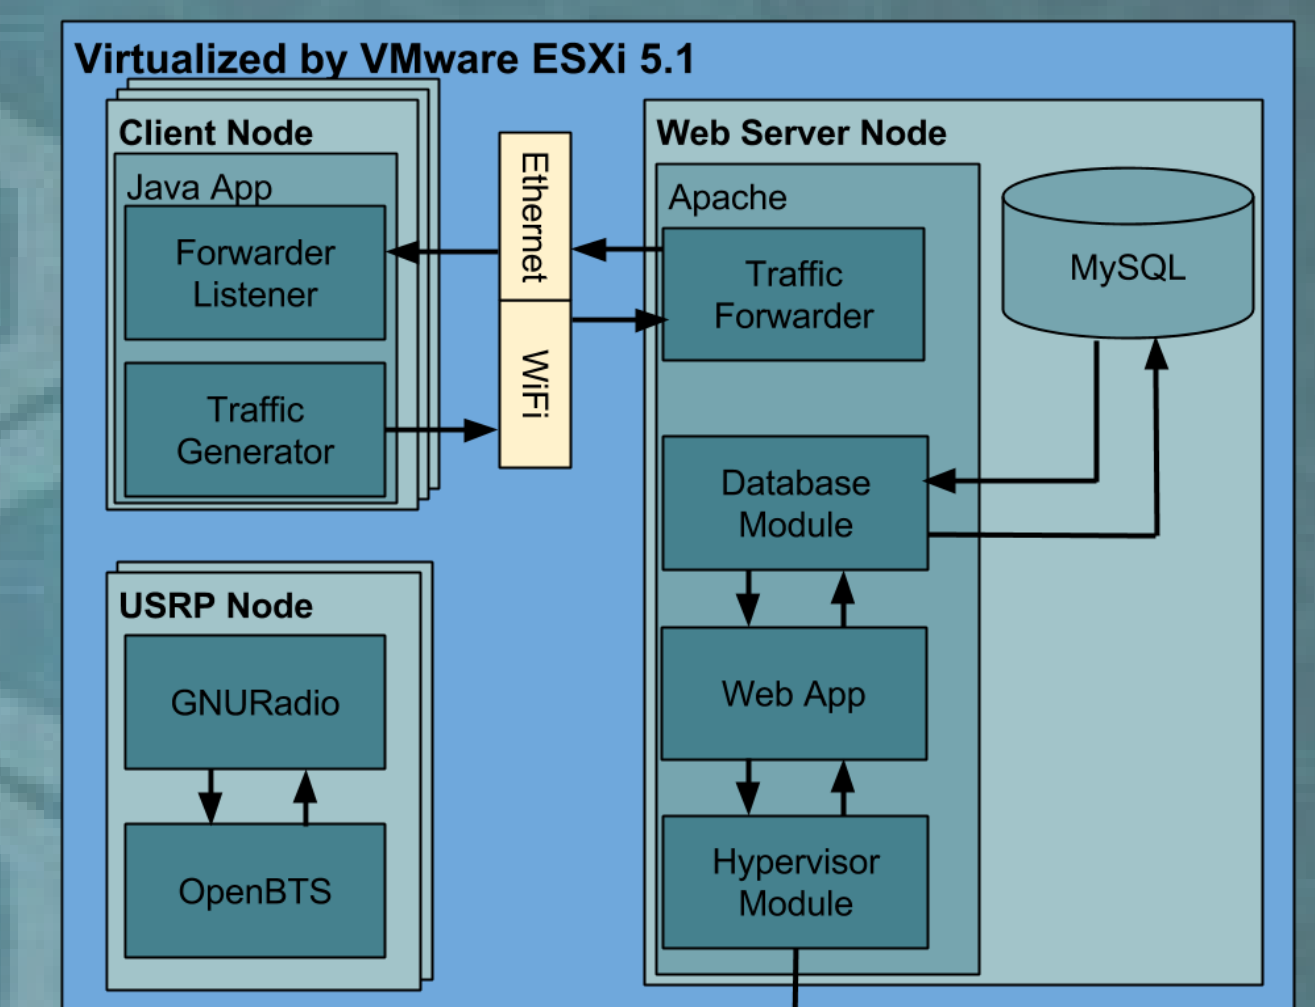 Virtualized by VMware ESXi 5.1
Client Node
Java App
Forwarder
Listener
Traffic
Generator
Ethernet
WiFi
Web Server Node
Apache
Traffic
Forwarder
MySQL
Database
Module
Web App
Hypervisor
Module
USRP Node
GNURadio
OpenBTS